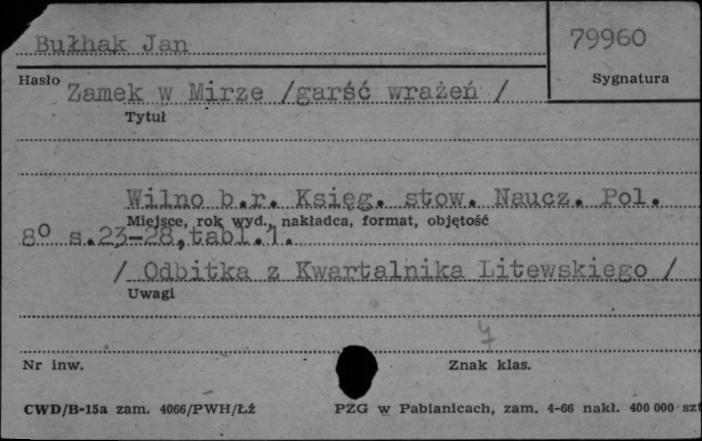 Bułhak Jan
79960
Hasło
Sygnatura
Zamek w Mirze /garść wrażeń /
Tytuł
Wilno b.r. Księg. stow. Naucz. Pol.
Miejsce, rok wyd., nakładca, format, objętość
8° s.23-28,tabl.1.
/ Odbitka z Kwartalnika Litewskiego /
Uwagi
Nr inw.
Znak klas.
CWD/B-15a zam. 4066/PWH/Łż
PZG w Pabianicach, zam. 4-66 nakł. 400 000 szt